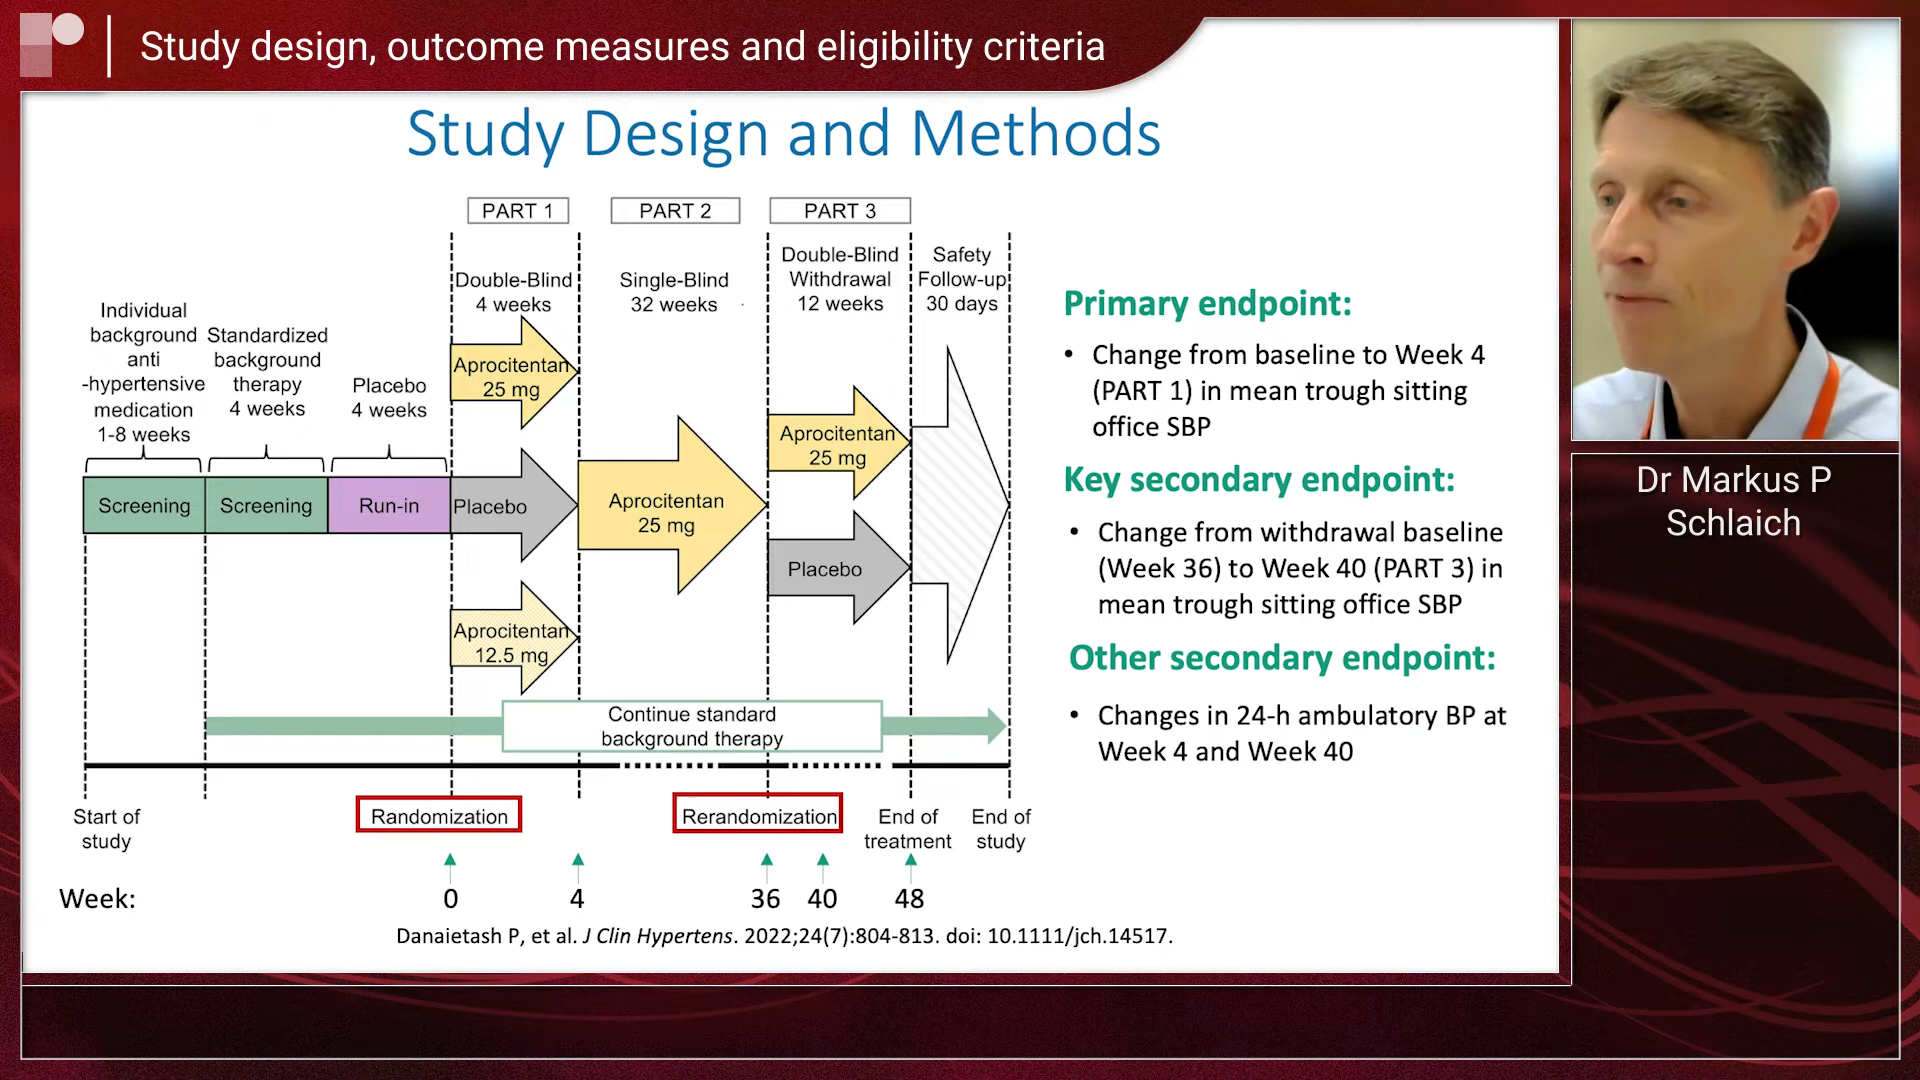 Study design, outcome measures and eligibility criteria
Study Design and Methods
PART 1
PART 2
PART 3
Individual
background
anti
-hypertensive
medication
1-8 weeks
Standardized
background
therapy
4 weeks
Placebo
4 weeks
Double-Blind
4 weeks
Single-Blind
32 weeks
Double-Blind
Withdrawal
12 weeks
Safety
Follow-up
30 days
Screening
Screening
Run-in
Aprocitentan
25 mg
Placebo
Aprocitentan
12.5 mg
Aprocitentan
25 mg
Aprocitentan
25 mg
Placebo
Continue standard
background therapy
Start of
study
Randomization
Rerandomization
End of
treatment
End of
study
Week:
0
4
36
40
48
Danaietash P, et al. J Clin Hypertens. 2022;24(7):804-813. doi: 10.1111/jch.14517.
Primary endpoint:
• Change from baseline to Week 4
(PART 1) in mean trough sitting
office SBP
Key secondary endpoint:
• Change from withdrawal baseline
(Week 36) to Week 40 (PART 3) in
mean trough sitting office SBP
Other secondary endpoint:
• Changes in 24-h ambulatory BP at
Week 4 and Week 40
Dr Markus P
Schlaich